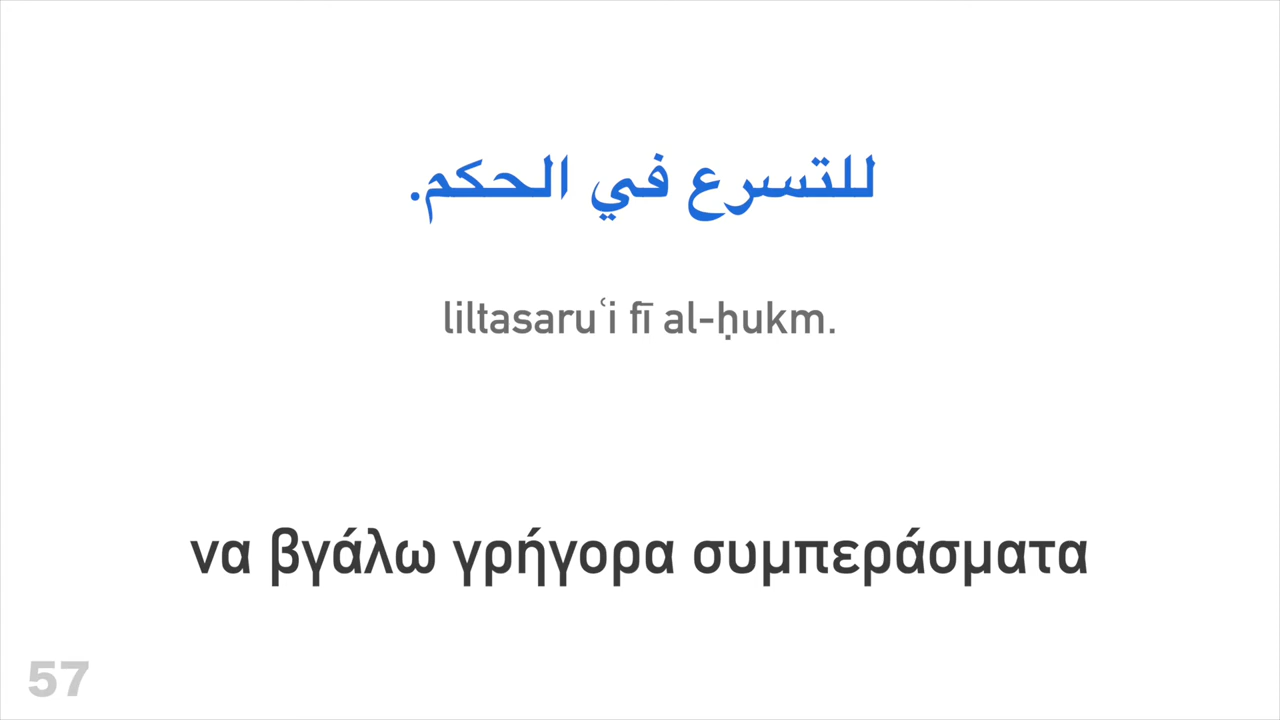 للتسرع في الحكم.
liltasaruʿi fī al-ḥukm.
να βγάλω γρήγορα συμπεράσματα
57